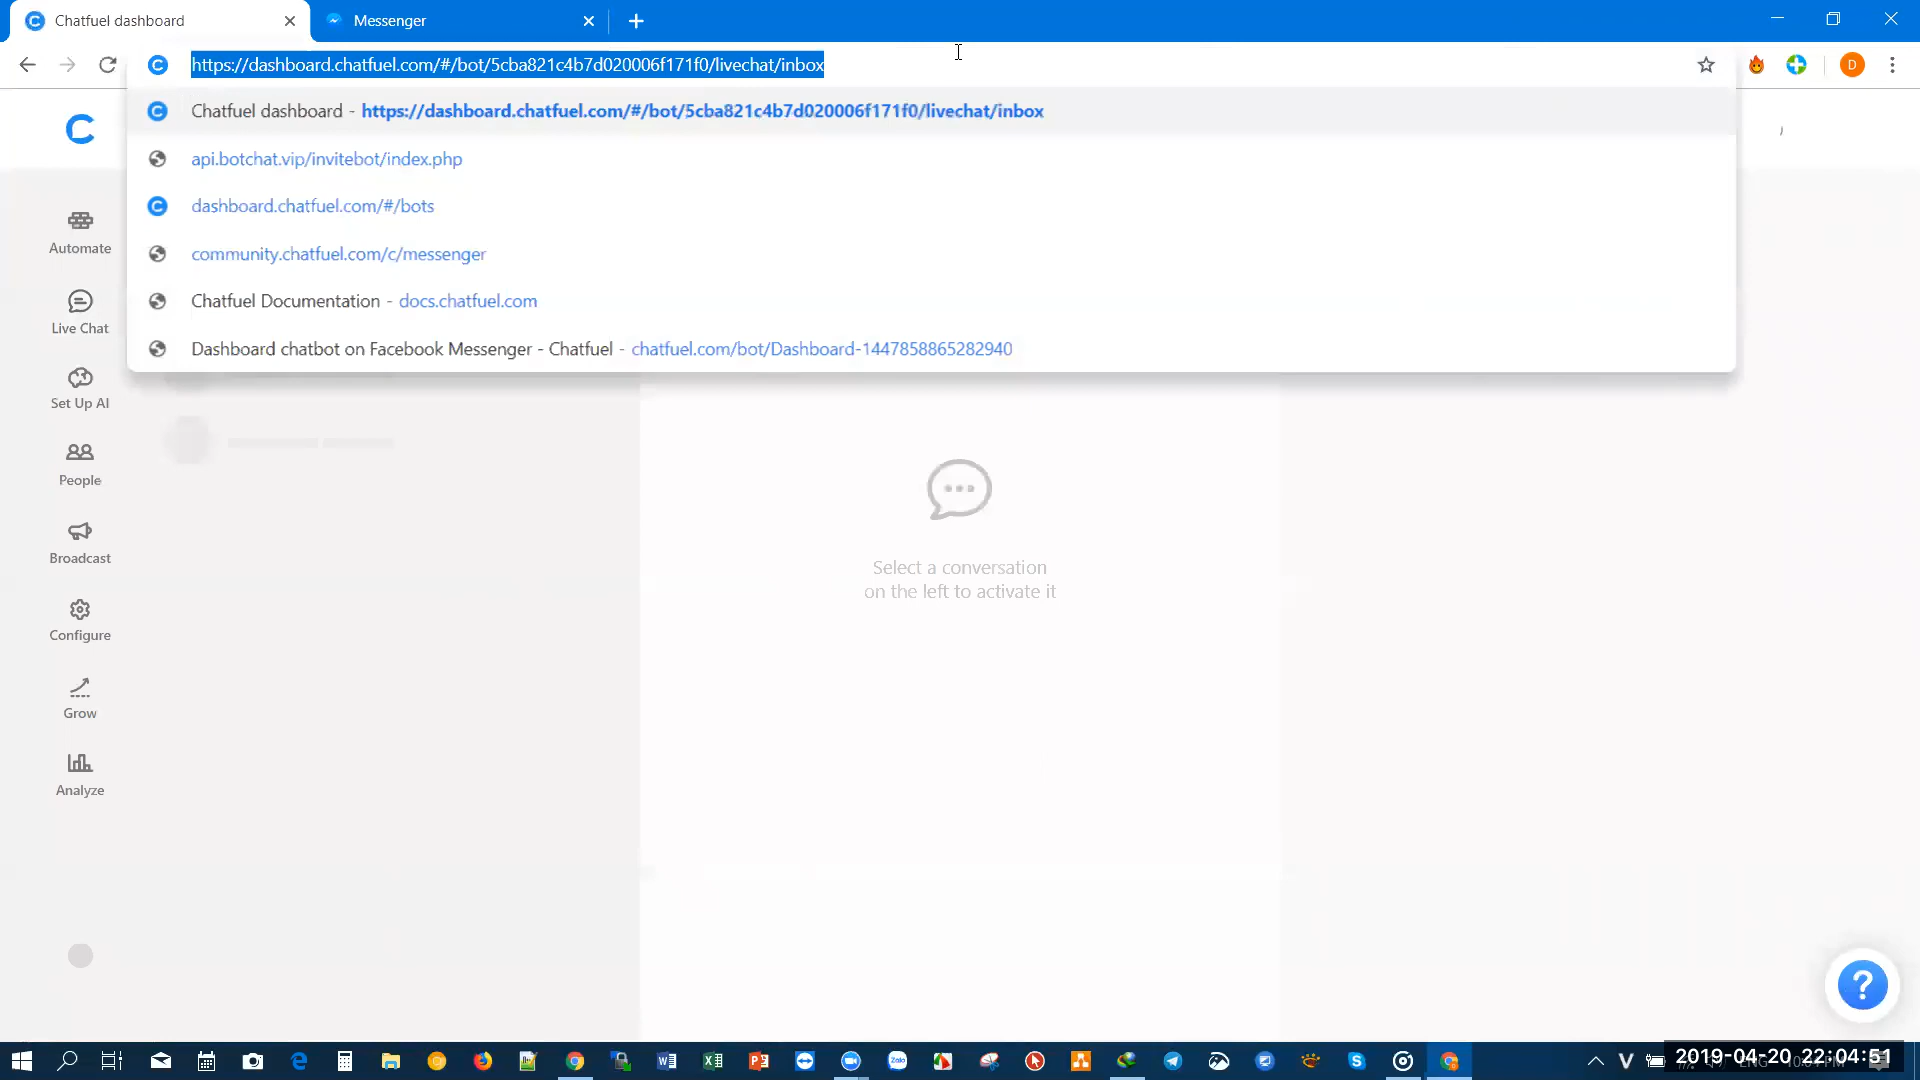 Chatfuel dashboard
Messenger
https://dashboard.chatfuel.com/#/bot/5cba821c4b7d020006f171f0/livechat/inbox
D
Chatfuel dashboard - https://dashboard.chatfuel.com/#/bot/5cba821c4b7d020006f171f0/livechat/inbox
api.botchat.vip/invitebot/index.php
dashboard.chatfuel.com/#/bots
community.chatfuel.com/c/messenger
Chatfuel Documentation - docs.chatfuel.com
Dashboard chatbot on Facebook Messenger - Chatfuel - chatfuel.com/bot/Dashboard-1447858865282940
Automate
Live Chat
Set Up AI
People
Broadcast
Configure
Grow
Analyze
Select a conversation
on the left to activate it
?
Zalo
V
2019-04-20 22:04:51